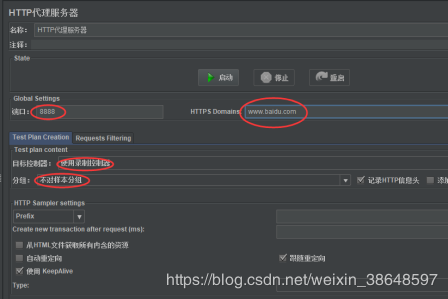 HTTP代理服务器
名称： HTTP代理服务器
注释：
State
启动 停止 重启
Global Settings
端口： 8888 HTTPS Domains: www.baidu.com
Test Plan Creation Requests Filtering
Test plan content
目标控制器： 使用录制控制器
分组： 不对样本分组 记录HTTP信息头 添加
HTTP Sampler settings
Prefix
Create new transaction after request (ms):
从HTML文件获取所有内含的资源
自动重定向 跟随重定向
使用 KeepAlive
Type:
https://blog.csdn.net/weixin_38648597